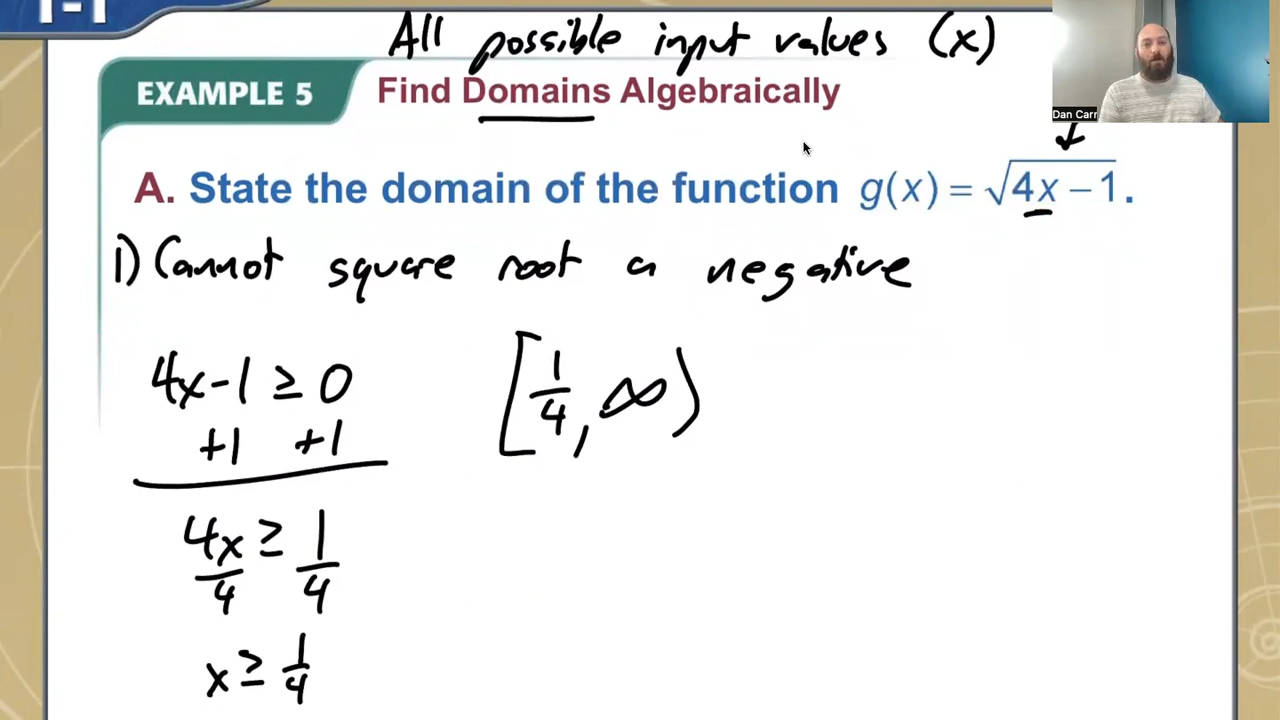 1-1
All possible input values (x)
EXAMPLE 5 Find Domains Algebraically
Dan Carr
A. State the domain of the function g(x) = √(4x − 1).
1) Cannot square root a negative
4x-1 ≥ 0
+1 +1
[1/4, ∞)
4x/4 ≥ 1/4
x ≥ 1/4